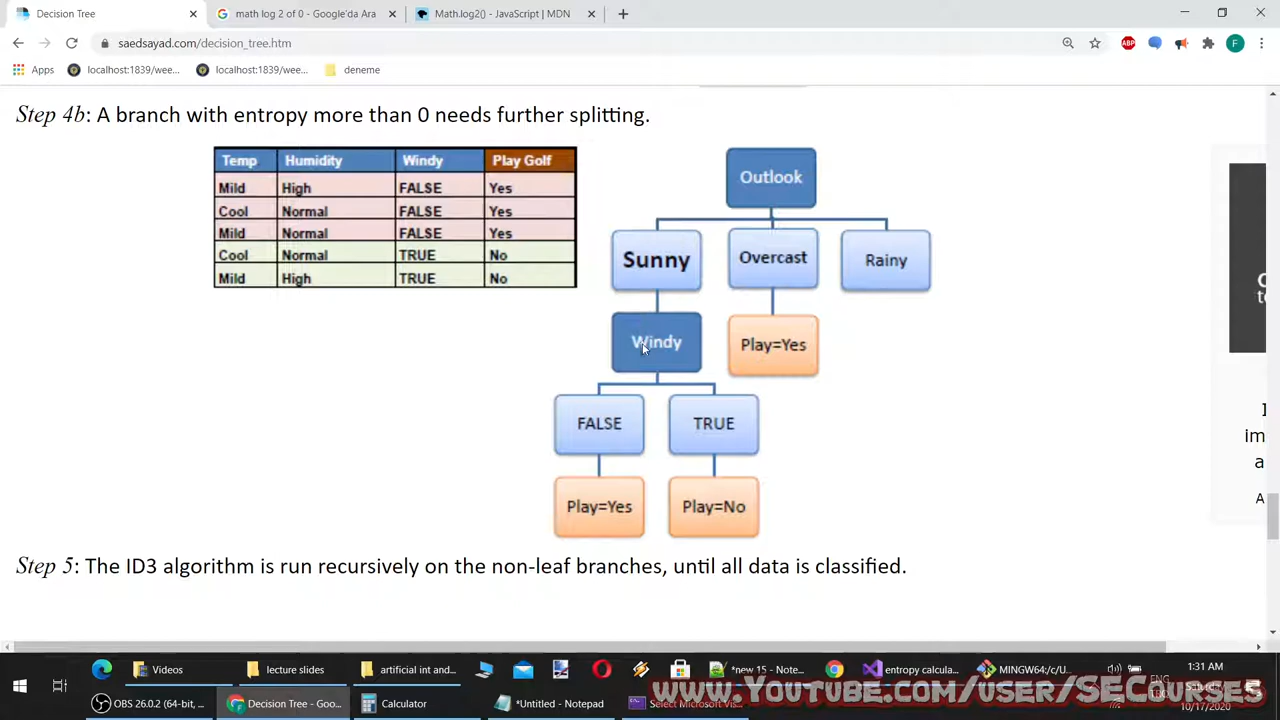 Decision Tree
math log 2 of 0 - Google'da Ara
Math.log2() - JavaScript | MDN
saedsayad.com/decision_tree.htm
ABP
F
Apps
localhost:1839/wee...
localhost:1839/wee...
deneme
Step 4b: A branch with entropy more than 0 needs further splitting.
Temp Humidity Windy Play Golf
Mild High FALSE Yes
Cool Normal FALSE Yes
Mild Normal FALSE Yes
Cool Normal TRUE No
Mild High TRUE No
Outlook
Sunny Overcast Rainy
Windy Play=Yes
FALSE TRUE
Play=Yes Play=No
im
Step 5: The ID3 algorithm is run recursively on the non-leaf branches, until all data is classified.
Videos
lecture slides
artificial int and...
*new 15 - Note...
entropy calcula...
MINGW64:/c/U...
ENG
1:31 AM
OBS 26.0.2 (64-bit, ...
Decision Tree - Goo...
Calculator
*Untitled - Notepad
Select Microsoft Vis...
10/17/2020
www.YouTube.com/user/SECourses